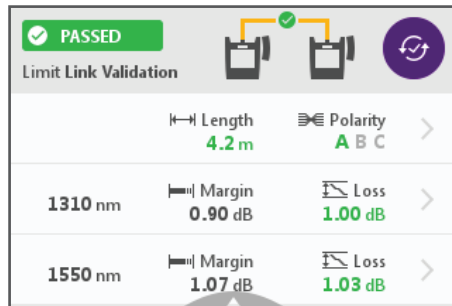 PASSED
Limit Link Validation
Length Polarity
4.2 m A B C
Margin Loss
1310 nm
0.90 dB 1.00 dB
Margin Loss
1550 nm
1.07 dB 1.03 dB